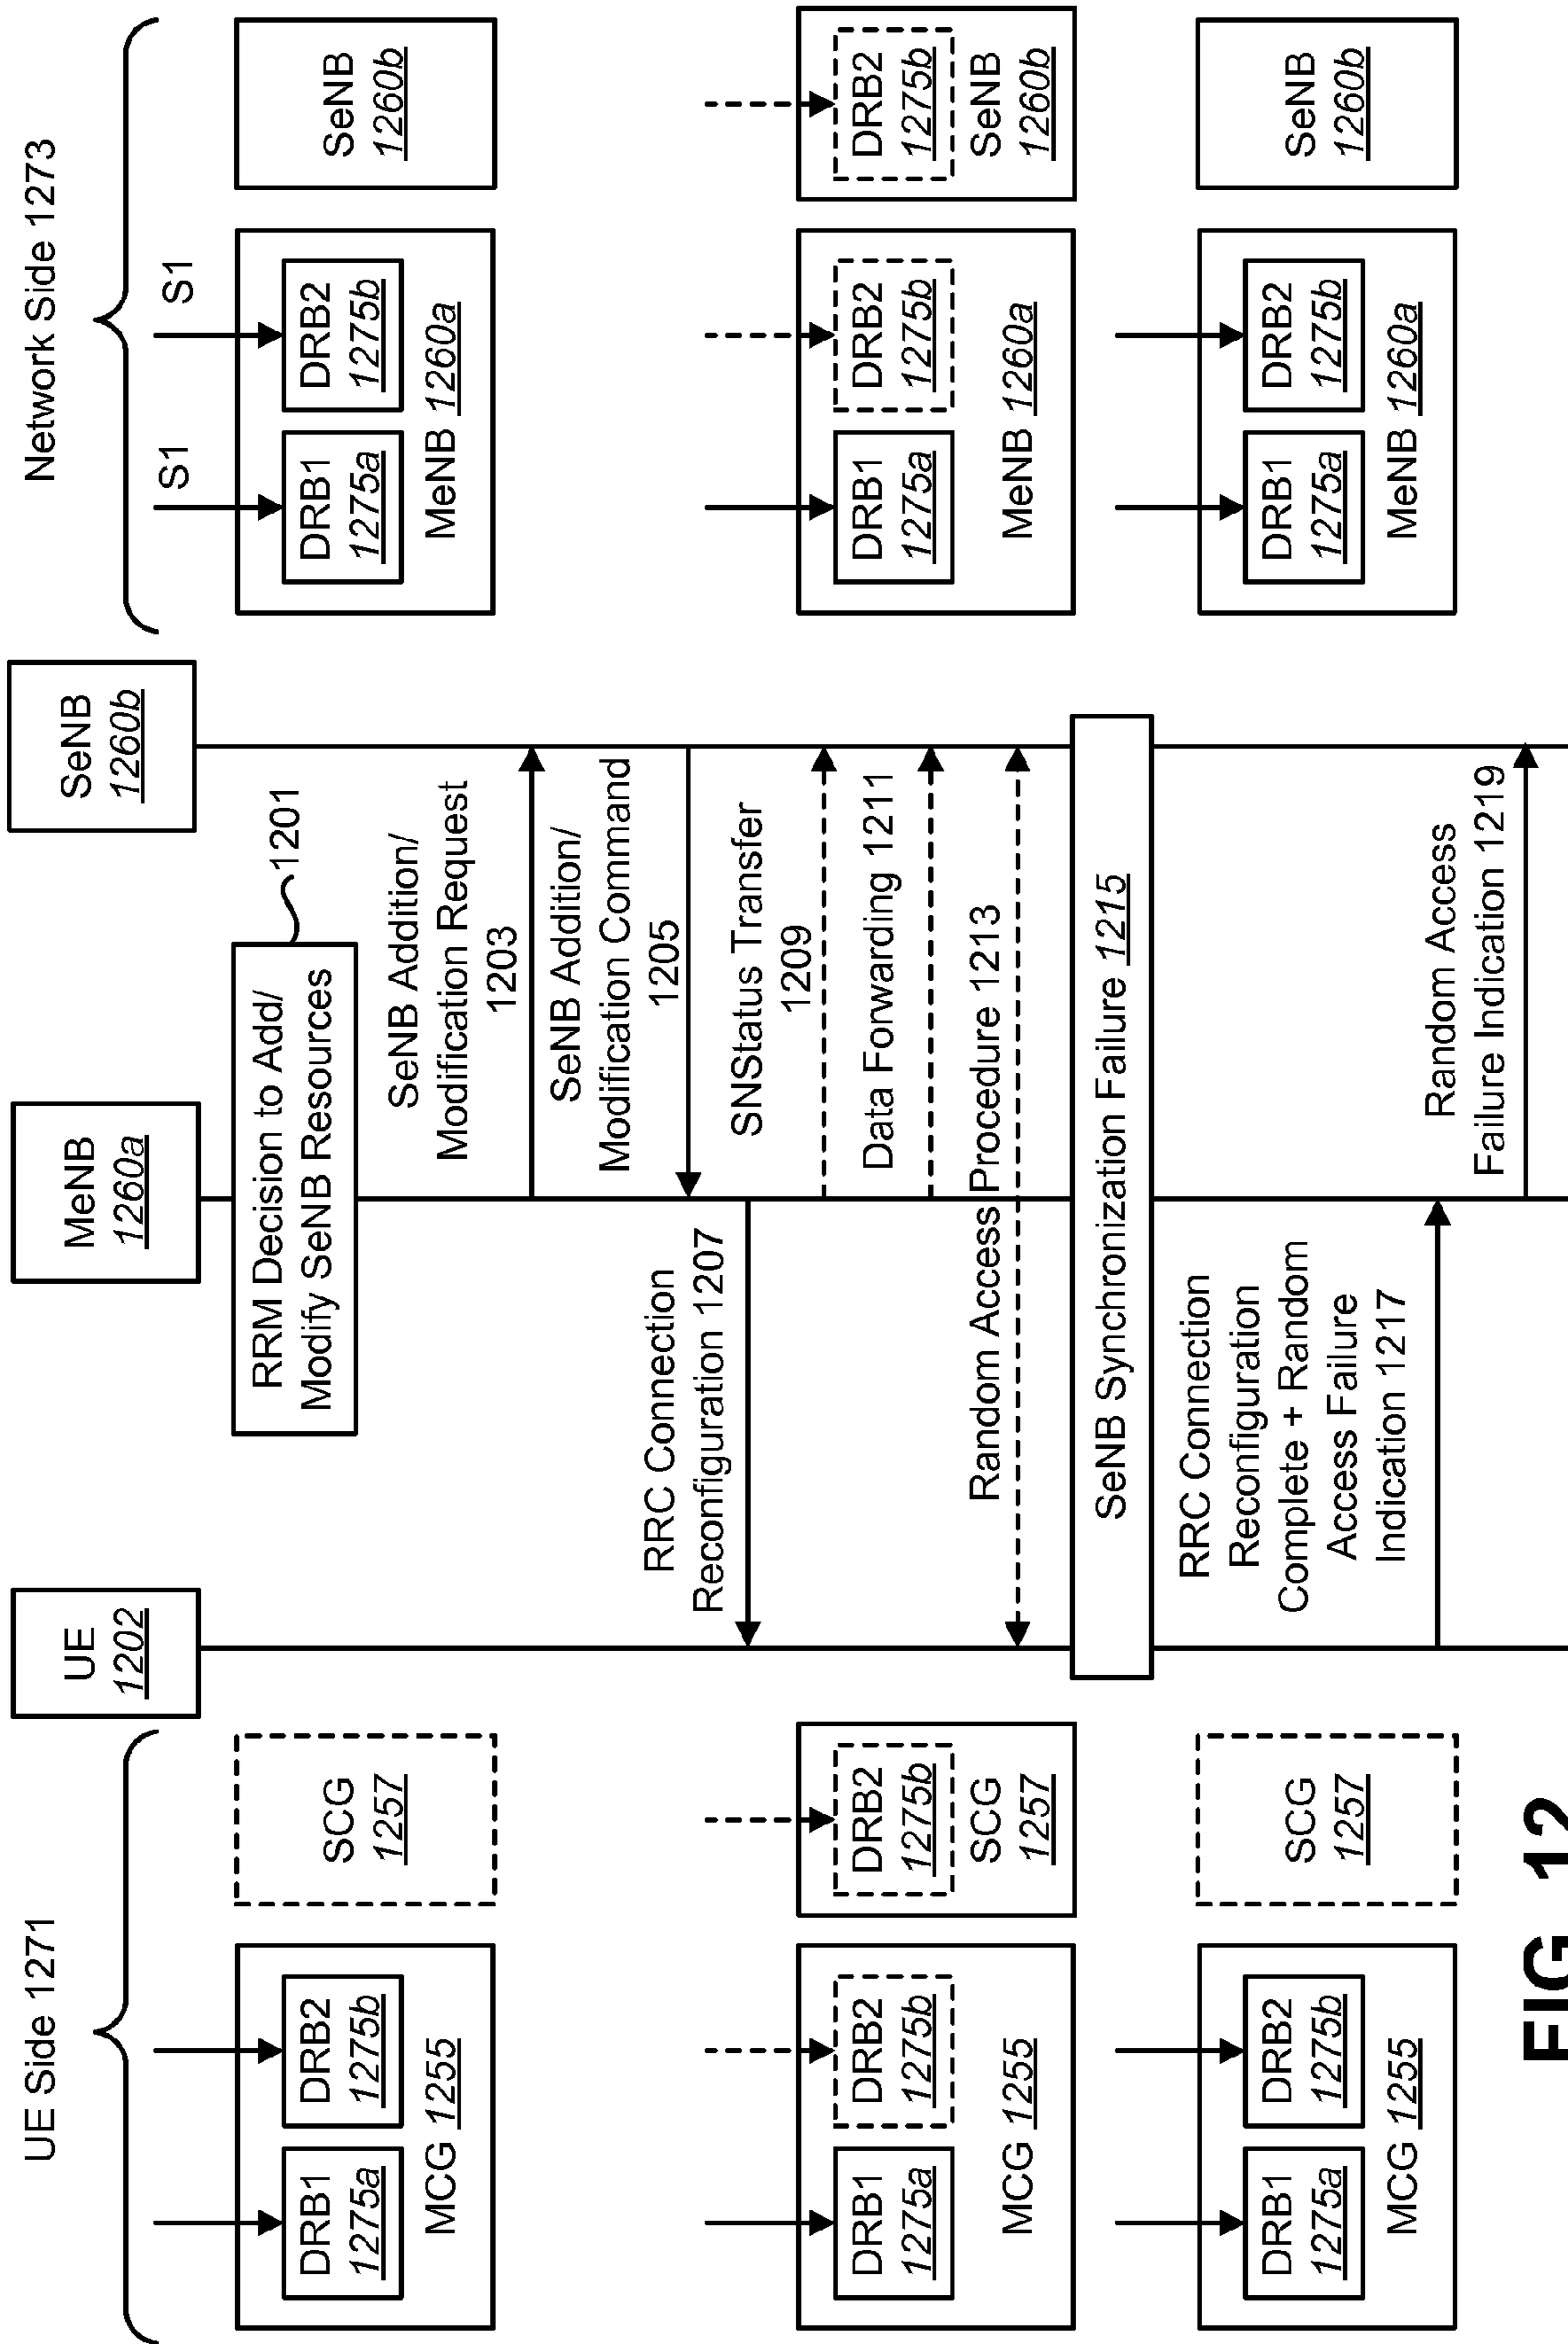 UE Side 1271
Network Side 1273
UE
1202
MeNB
1260a
SeNB
1260b
S1
S1
DRB1
1275a
DRB2
1275b
MCG 1255
SCG
1257
RRM Decision to Add/
Modify SeNB Resources
1201
DRB1
1275a
DRB2
1275b
MeNB 1260a
SeNB
1260b
SeNB Addition/
Modification Request
1203
SeNB Addition/
Modification Command
1205
RRC Connection
Reconfiguration 1207
SNStatus Transfer
1209
Data Forwarding 1211
Random Access Procedure 1213
DRB1
1275a
DRB2
1275b
MCG 1255
DRB2
1275b
SCG
1257
DRB1
1275a
DRB2
1275b
MeNB 1260a
DRB2
1275b
SeNB
1260b
SeNB Synchronization Failure 1215
RRC Connection
Reconfiguration
Complete + Random
Access Failure
Indication 1217
Random Access
Failure Indication 1219
DRB1
1275a
DRB2
1275b
MCG 1255
SCG
1257
DRB1
1275a
DRB2
1275b
MeNB 1260a
SeNB
1260b
FIG. 12